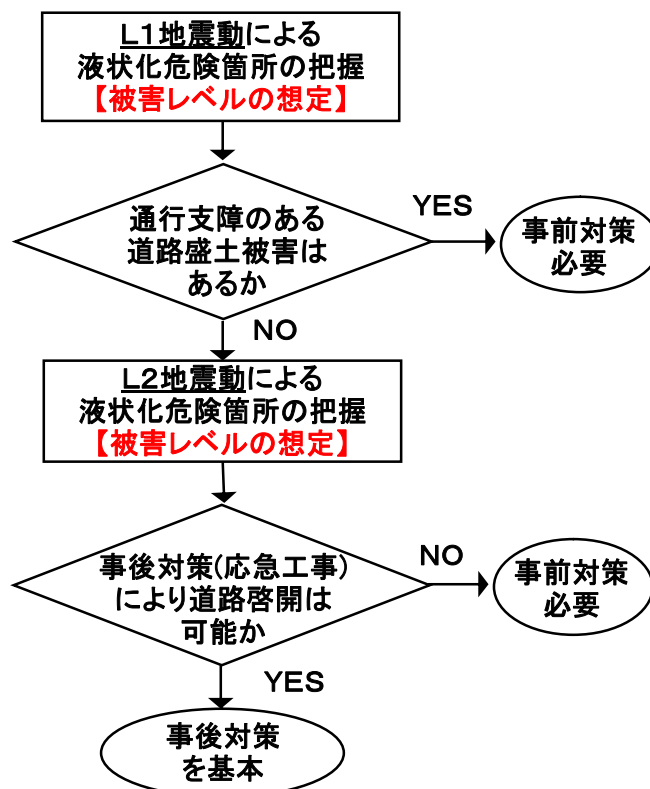 L1地震動による
液状化危険箇所の把握
【被害レベルの想定】
通行支障のある
道路盛土被害は
あるか
YES
事前対策
必要
NO
L2地震動による
液状化危険箇所の把握
【被害レベルの想定】
事後対策(応急工事)
により道路啓開は
可能か
NO
事前対策
必要
YES
事後対策
を基本